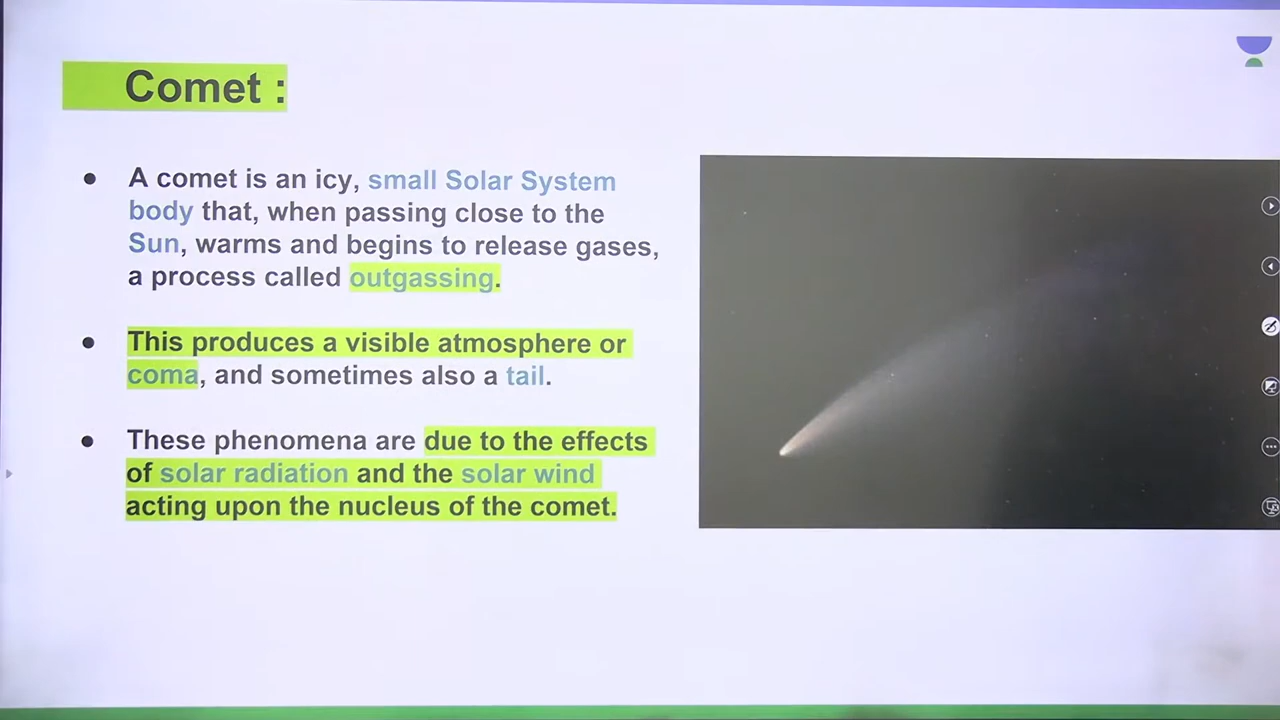 Comet :
● A comet is an icy, small Solar System
body that, when passing close to the
Sun, warms and begins to release gases,
a process called outgassing.
● This produces a visible atmosphere or
coma, and sometimes also a tail.
● These phenomena are due to the effects
of solar radiation and the solar wind
acting upon the nucleus of the comet.